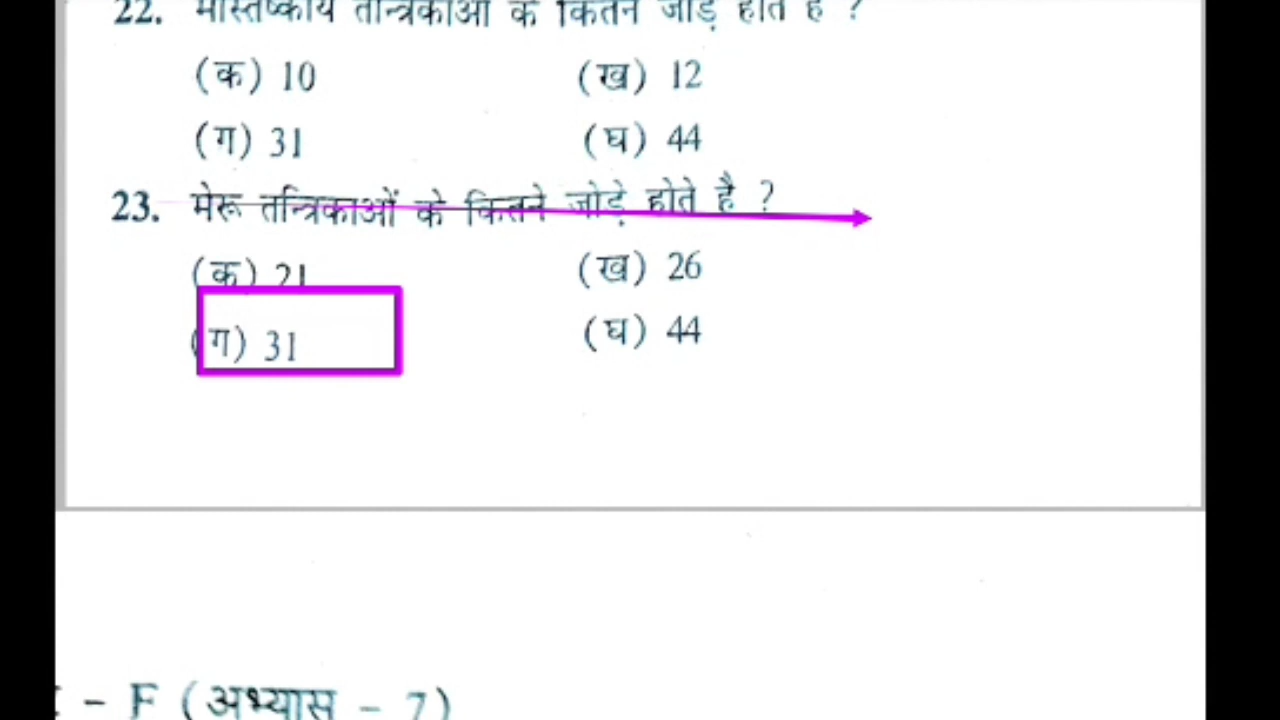 22. मस्तिष्कीय तन्त्रिकाओं के कितने जोड़े होते है ?
(क) 10 (ख) 12
(ग) 31 (घ) 44
23. मेरू तन्त्रिकाओं के कितने जोड़े होते है ?
(क) 21 (ख) 26
(ग) 31 (घ) 44
- F (अभ्यास - 7)